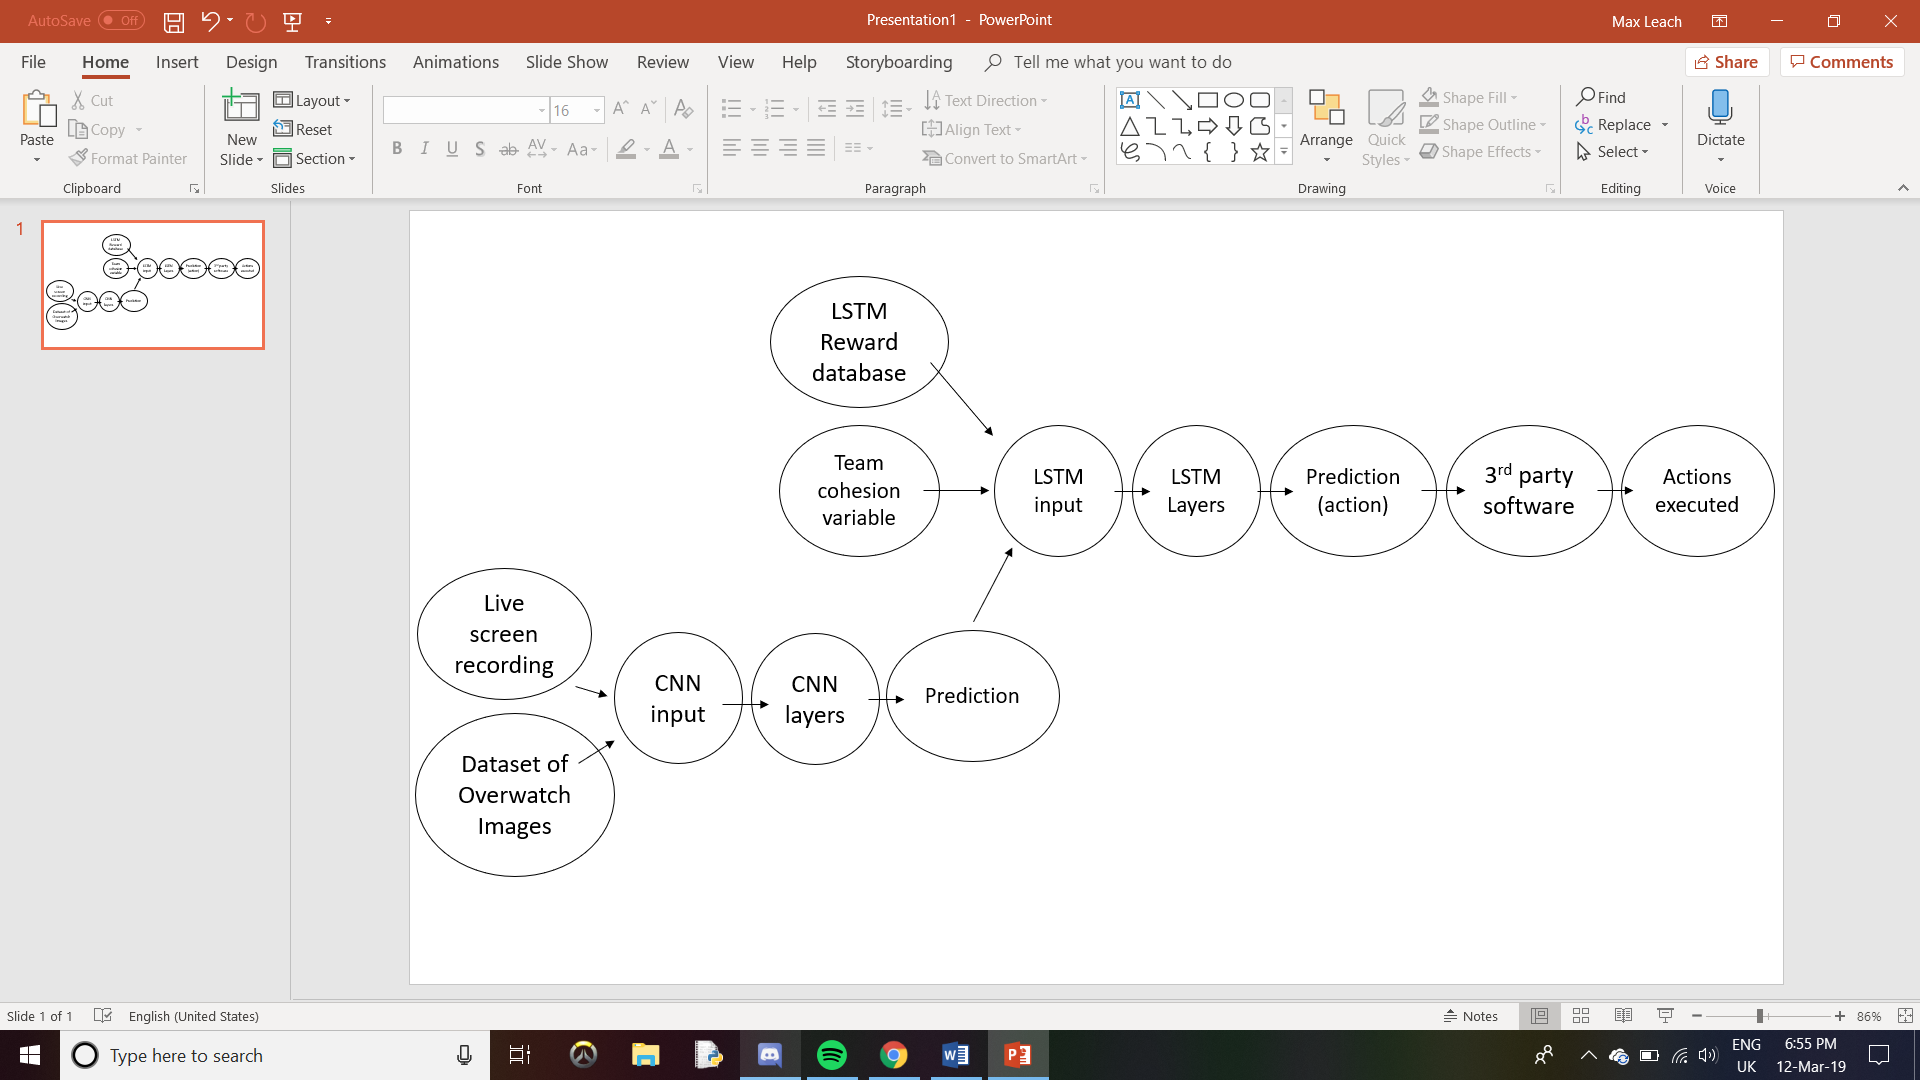 AutoSave Off
Presentation1 - PowerPoint
Max Leach
File Home Insert Design Transitions Animations Slide Show Review View Help Storyboarding Tell me what you want to do
Share Comments
Paste
Cut
Copy
Format Painter
Clipboard
New
Slide
Layout
Reset
Section
Slides
16
B I U S ab AV Aa A
Font
Text Direction
Align Text
Convert to SmartArt
Paragraph
Arrange
Quick
Styles
Shape Fill
Shape Outline
Shape Effects
Drawing
Find
Replace
Select
Editing
Dictate
Voice
1
LSTM
Reward
database
Team
cohesion
variable
LSTM
input
LSTM
Layers
Prediction
(action)
3rd party
software
Actions
executed
Live
screen
recording
CNN
input
CNN
layers
Prediction
Dataset of
Overwatch
Images
Slide 1 of 1
English (United States)
Notes
86%
Type here to search
ENG
UK
6:55 PM
12-Mar-19